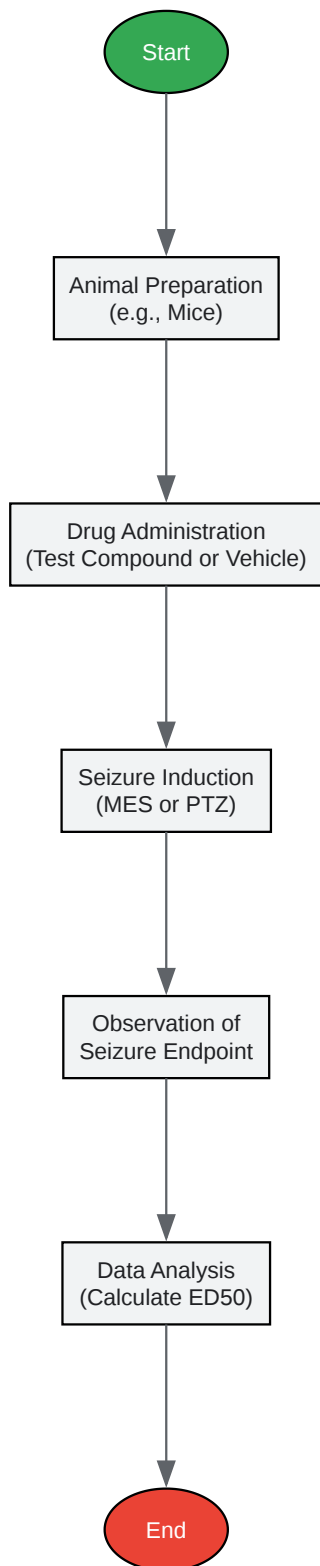 Start
Animal Preparation
(e.g., Mice)
Drug Administration
(Test Compound or Vehicle)
Seizure Induction
(MES or PTZ)
Observation of
Seizure Endpoint
Data Analysis
(Calculate ED50)
End